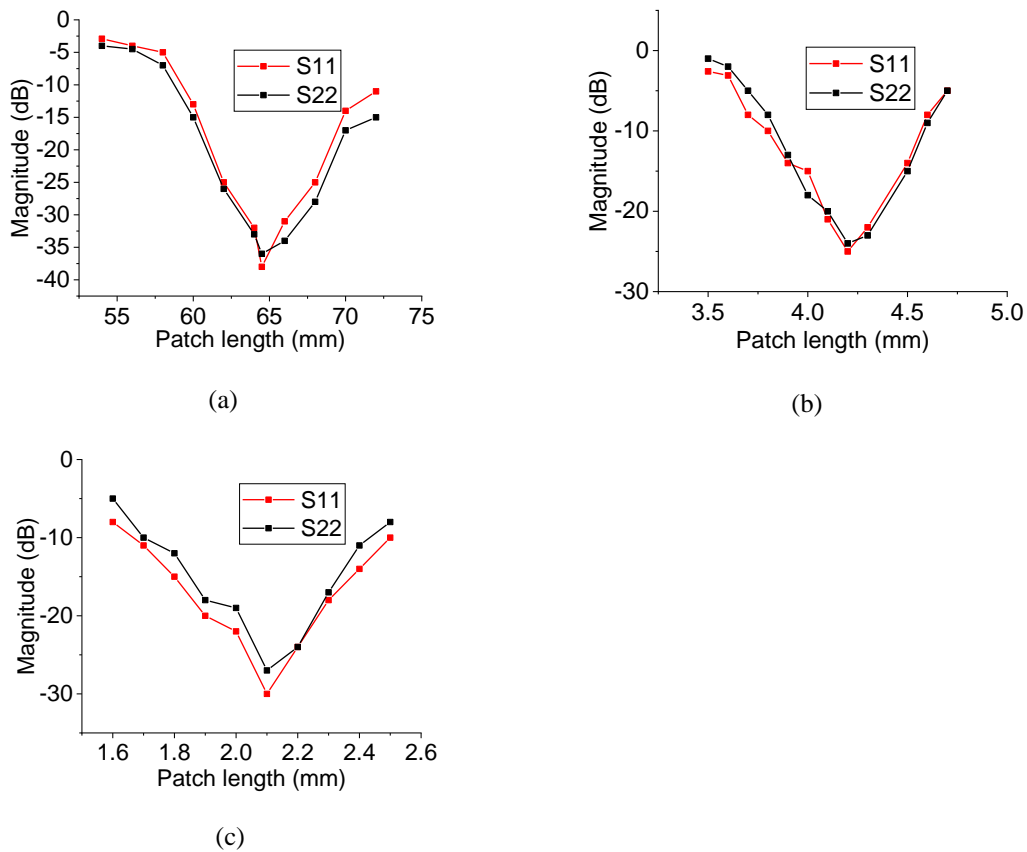 0
-5
-10
-15
-20
-25
-30
-35
-40
Magnitude (dB)
S11
S22
55 60 65 70 75
Patch length (mm)
(a)
0
-10
-20
-30
Magnitude (dB)
S11
S22
3.5 4.0 4.5 5.0
Patch length (mm)
(b)
0
-10
-20
-30
Magnitude (dB)
S11
S22
1.6 1.8 2.0 2.2 2.4 2.6
Patch length (mm)
(c)